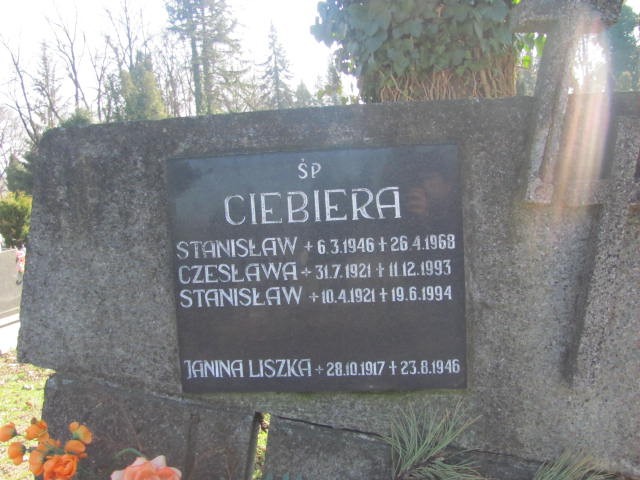 ŚP
CIEBIERA
STANISŁAW + 6.3.1946 + 26.4.1968
CZESŁAWA + 31.7.1921 + 11.12.1993
STANISŁAW + 10.4.1921 + 19.6.1994
JANINA LISZKA + 28.10.1917 + 23.8.1946